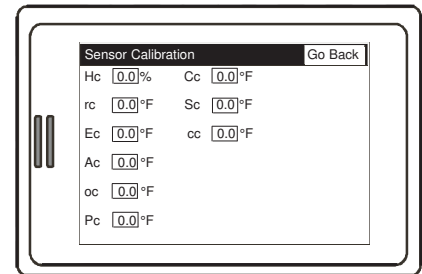 Sensor Calibration Go Back
Hc 0.0 % Cc 0.0 °F
rc 0.0 °F Sc 0.0 °F
Ec 0.0 °F cc 0.0 °F
Ac 0.0 °F
oc 0.0 °F
Pc 0.0 °F